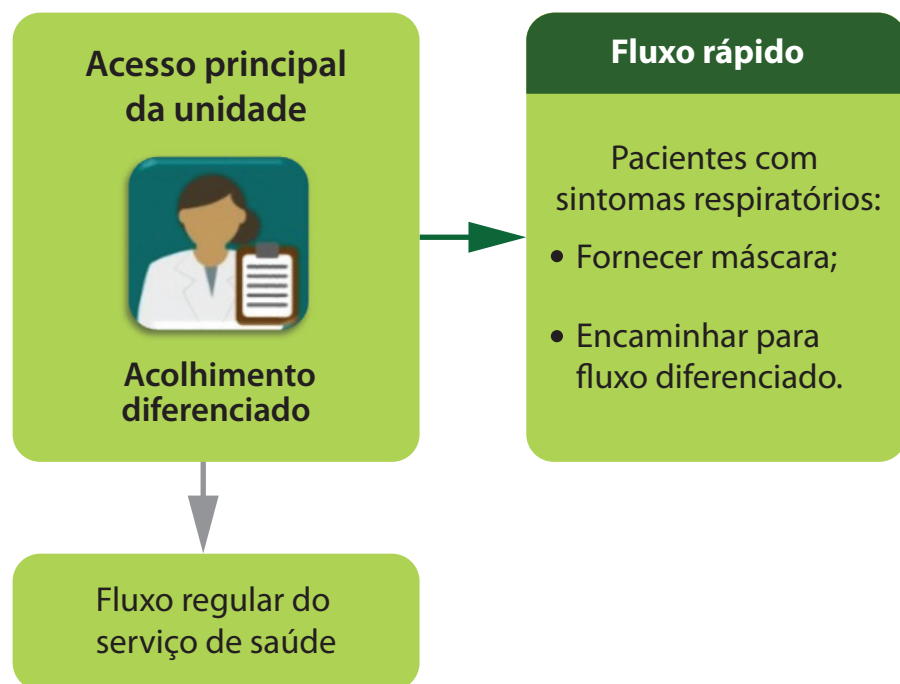 Acesso principal
da unidade
Acolhimento
diferenciado
Fluxo rápido
Pacientes com
sintomas respiratórios:
• Fornecer máscara;
• Encaminhar para
fluxo diferenciado.
Fluxo regular do
serviço de saúde